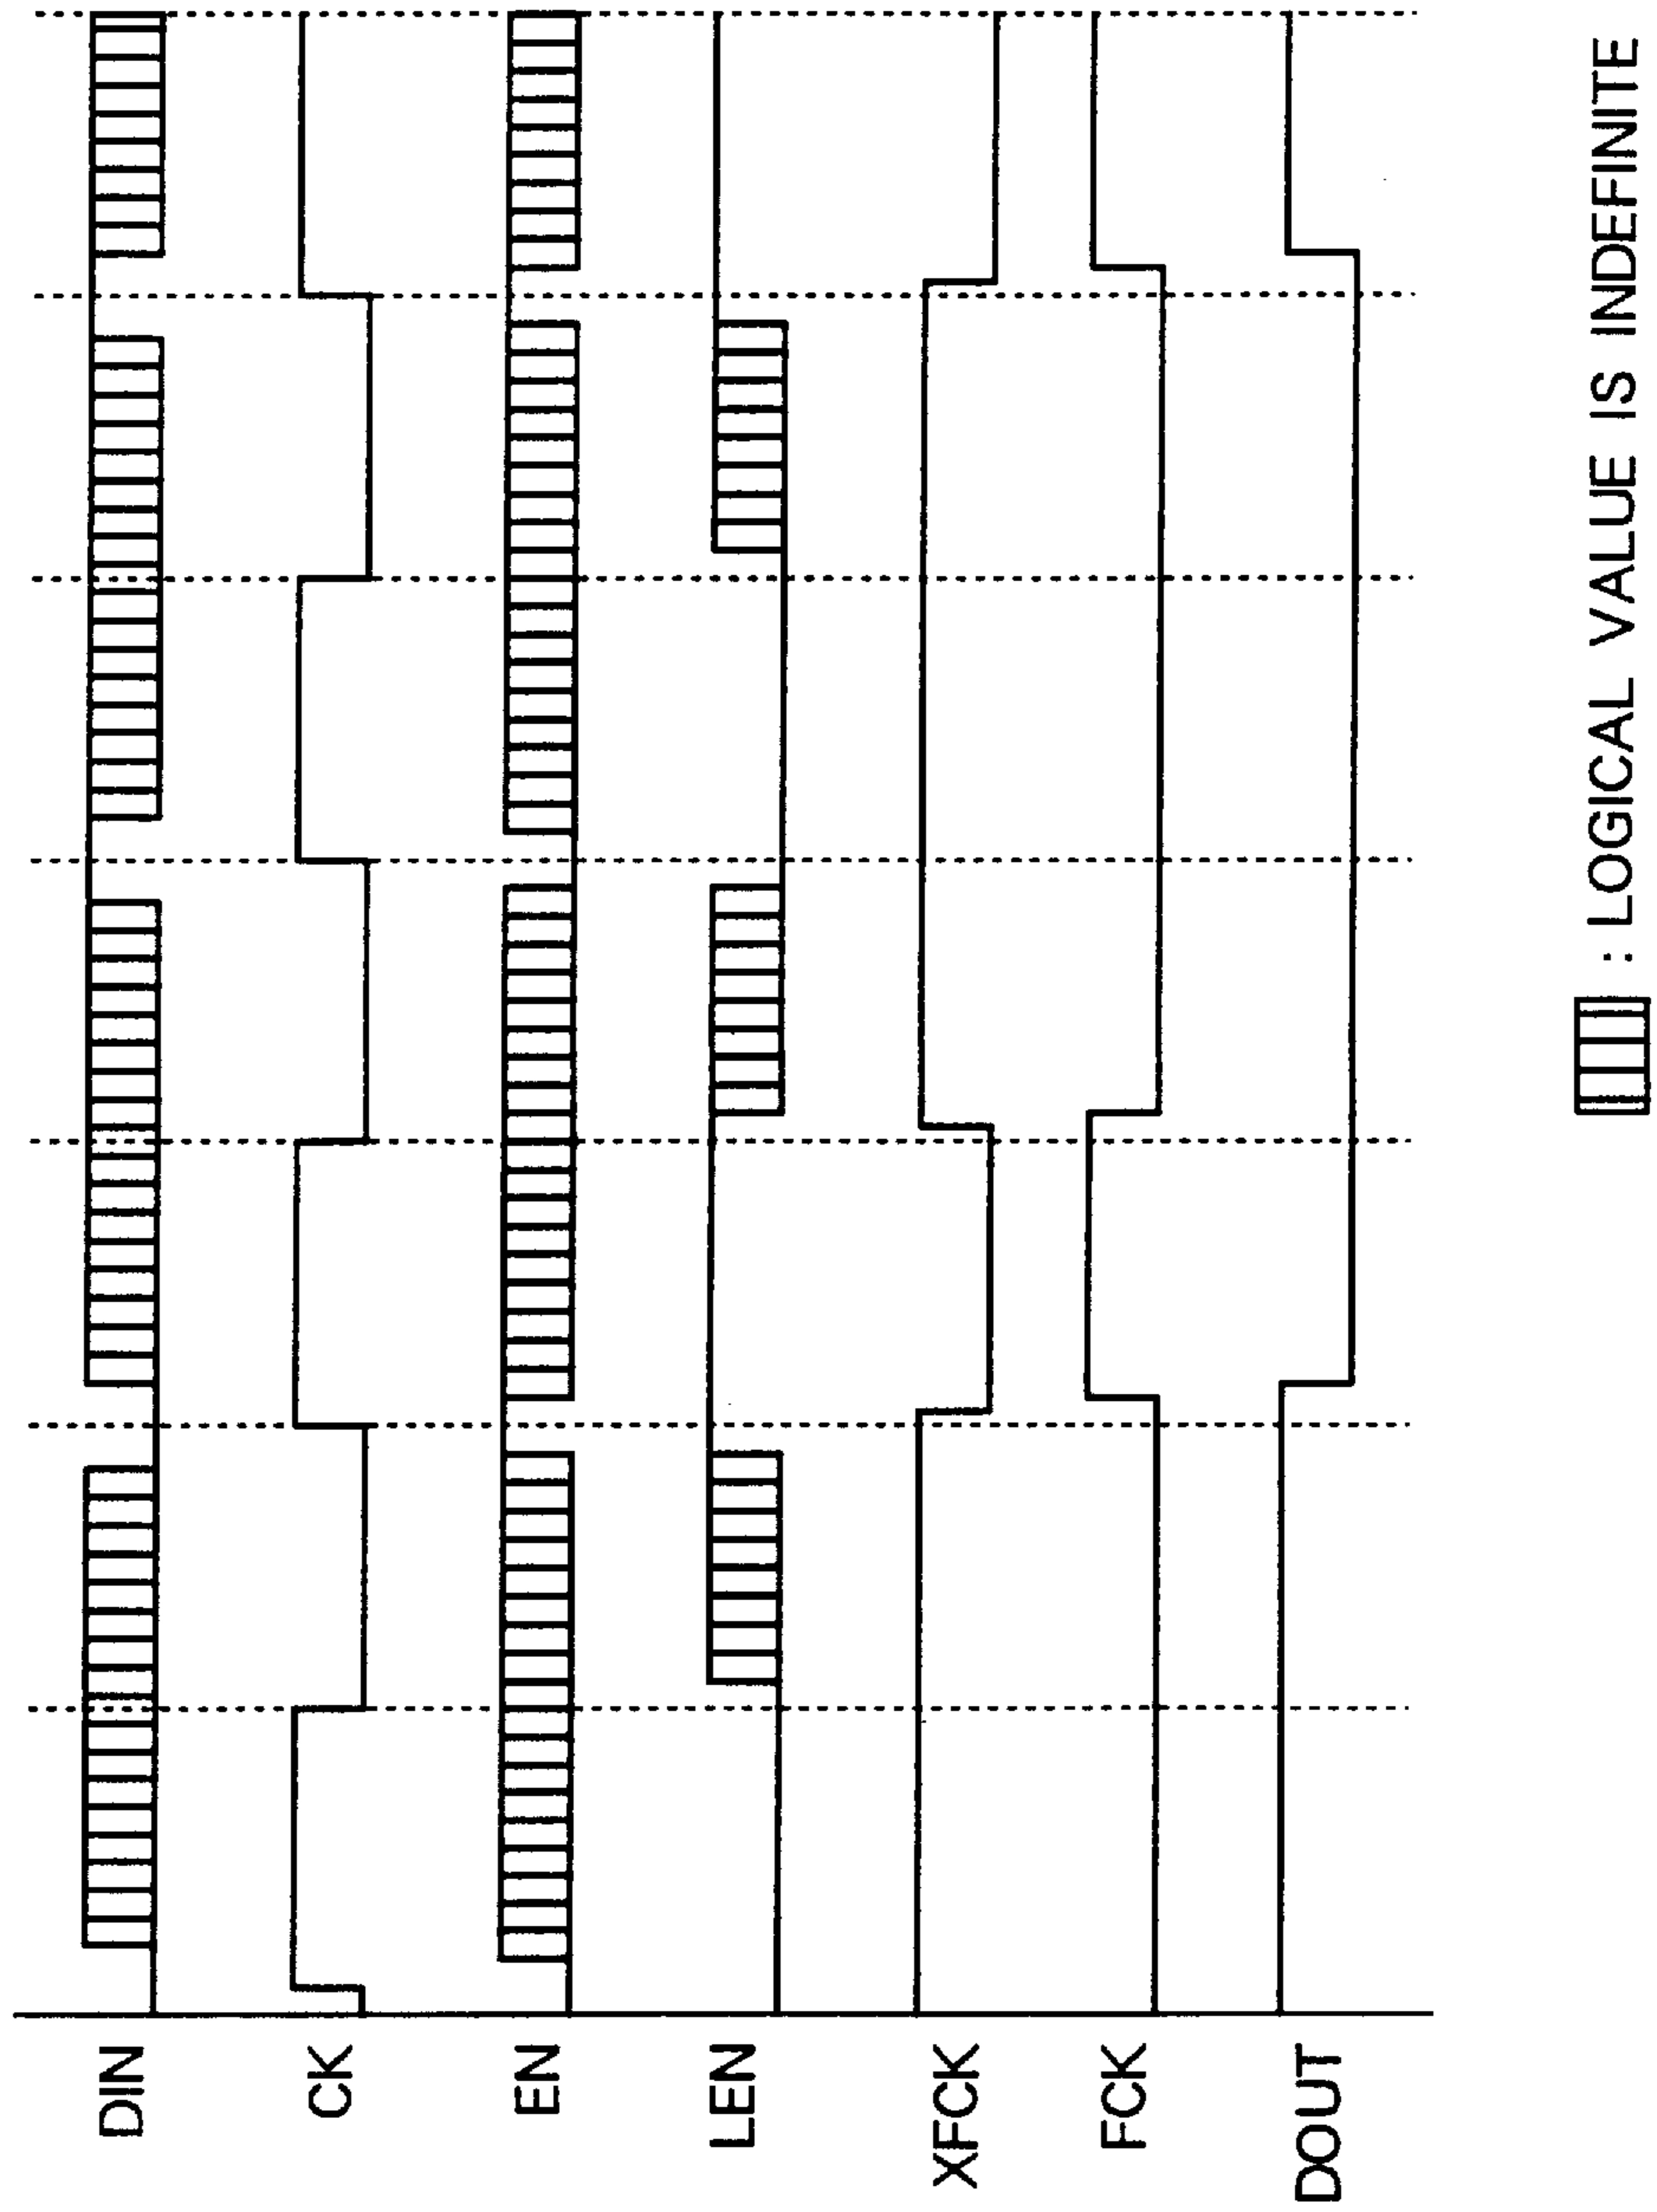 DIN
CK
EN
LEN
XFCK
FCK
DOUT
: LOGICAL VALUE IS INDEFINITE